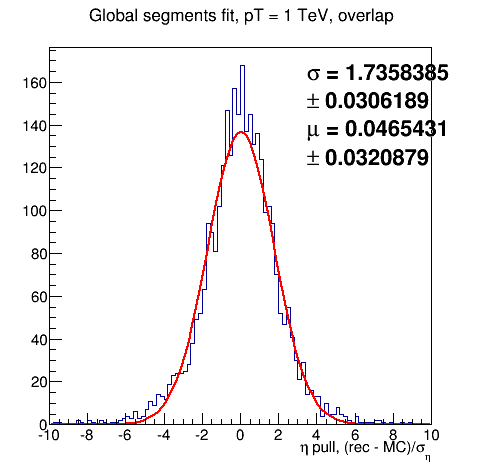 Global segments fit, pT = 1 TeV, overlap
σ = 1.7358385
± 0.0306189
μ = 0.0465431
± 0.0320879
160
140
120
100
80
60
40
20
0
-10 -8 -6 -4 -2 0 2 4 6 8 10
η pull, (rec - MC)/σ_η